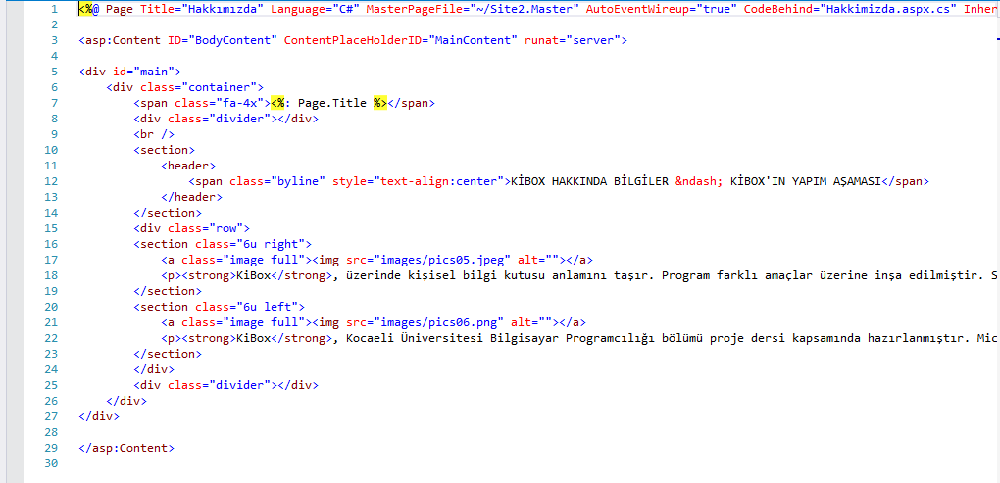 1 <%@ Page Title="Hakkımızda" Language="C#" MasterPageFile="~/Site2.Master" AutoEventWireup="true" CodeBehind="Hakkimizda.aspx.cs" Inher
2
3 <asp:Content ID="BodyContent" ContentPlaceHolderID="MainContent" runat="server">
4
5 <div id="main">
6 <div class="container">
7 <span class="fa-4x"><%: Page.Title %></span>
8 <div class="divider"></div>
9 <br />
10 <section>
11 <header>
12 <span class="byline" style="text-align:center">KİBOX HAKKINDA BİLGİLER &ndash; KİBOX'IN YAPIM AŞAMASI</span>
13 </header>
14 </section>
15 <div class="row">
16 <section class="6u right">
17 <a class="image full"><img src="images/pics05.jpeg" alt=""></a>
18 <p><strong>KiBox</strong>, üzerinde kişisel bilgi kutusu anlamını taşır. Program farklı amaçlar üzerine inşa edilmiştir. S
19 </section>
20 <section class="6u left">
21 <a class="image full"><img src="images/pics06.png" alt=""></a>
22 <p><strong>KiBox</strong>, Kocaeli Üniversitesi Bilgisayar Programcılığı bölümü proje dersi kapsamında hazırlanmıştır. Mic
23 </section>
24 </div>
25 <div class="divider"></div>
26 </div>
27 </div>
28
29 </asp:Content>
30